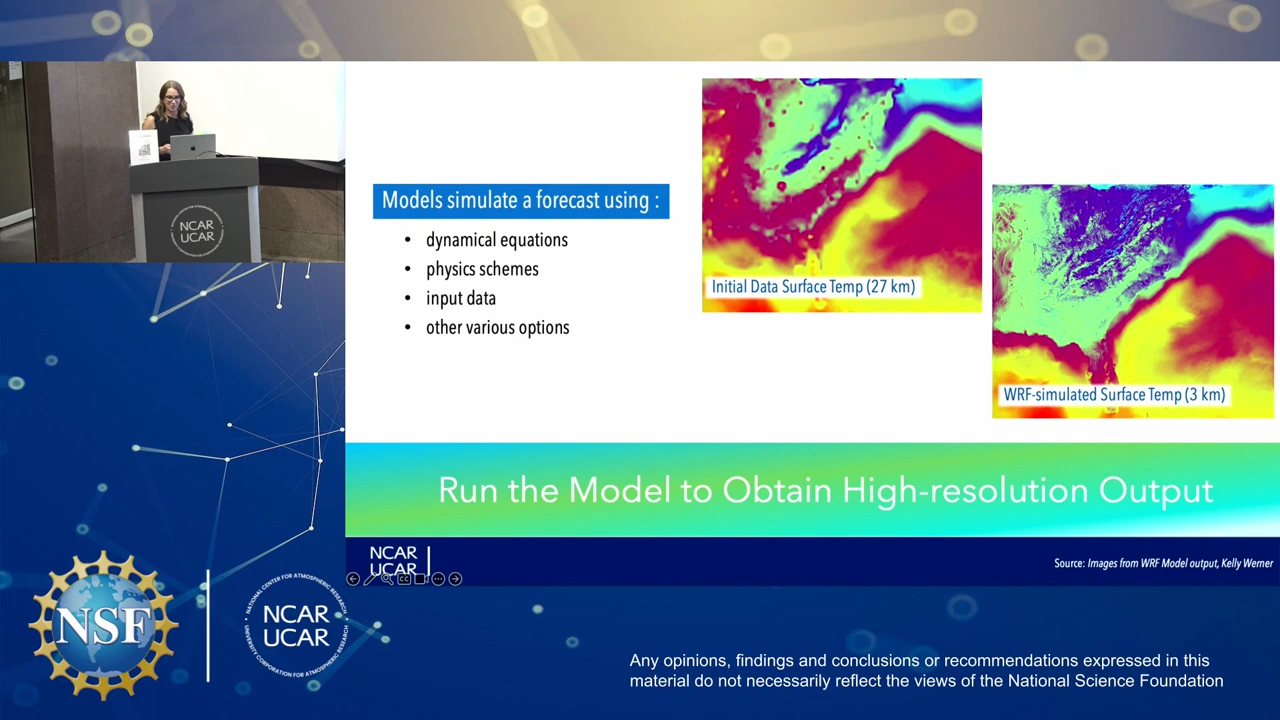 NCAR
UCAR
Models simulate a forecast using :
• dynamical equations
• physics schemes
• input data
• other various options
Initial Data Surface Temp (27 km)
WRF-simulated Surface Temp (3 km)
Run the Model to Obtain High-resolution Output
NCAR
UCAR
Source: Images from WRF Model output, Kelly Werner
NSF
NATIONAL CENTER FOR ATMOSPHERIC RESEARCH
NCAR
UCAR
UNIVERSITY CORPORATION FOR ATMOSPHERIC RESEARCH
Any opinions, findings and conclusions or recommendations expressed in this
material do not necessarily reflect the views of the National Science Foundation